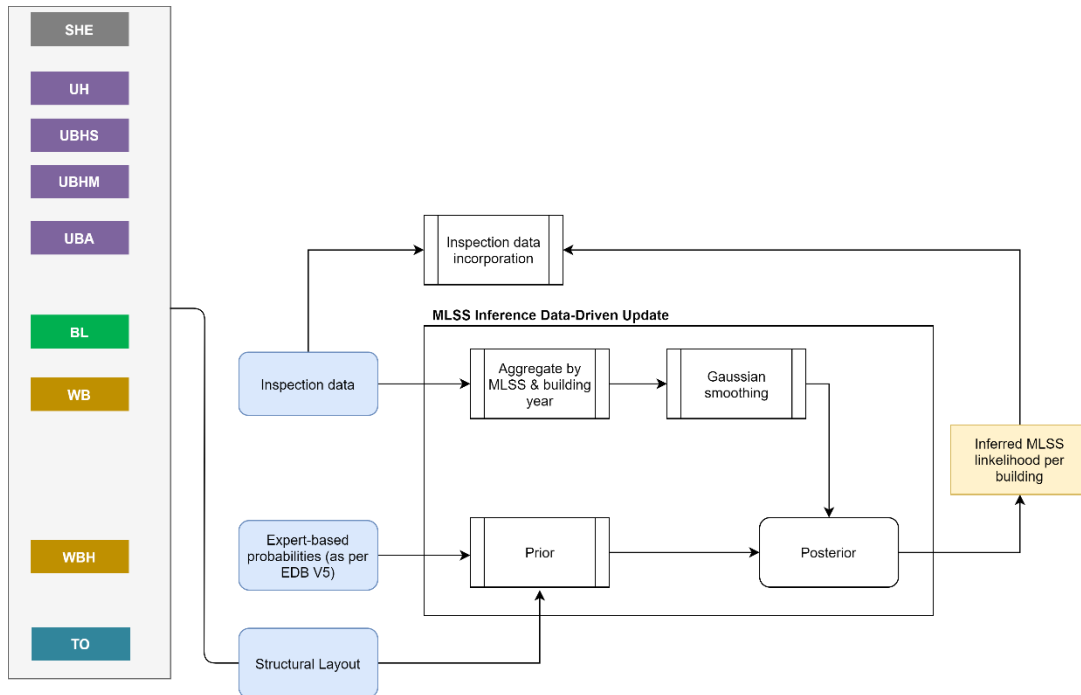 SHE
UH
UBHS
UBHM
UBA
BL
WB
WBH
TO
Inspection data
incorporation
MLSS Inference Data-Driven Update
Inspection data
Aggregate by
MLSS & building
year
Gaussian
smoothing
Inferred MLSS
linkelihood per
building
Expert-based
probabilities (as per
EDB V5)
Prior
Posterior
Structural Layout